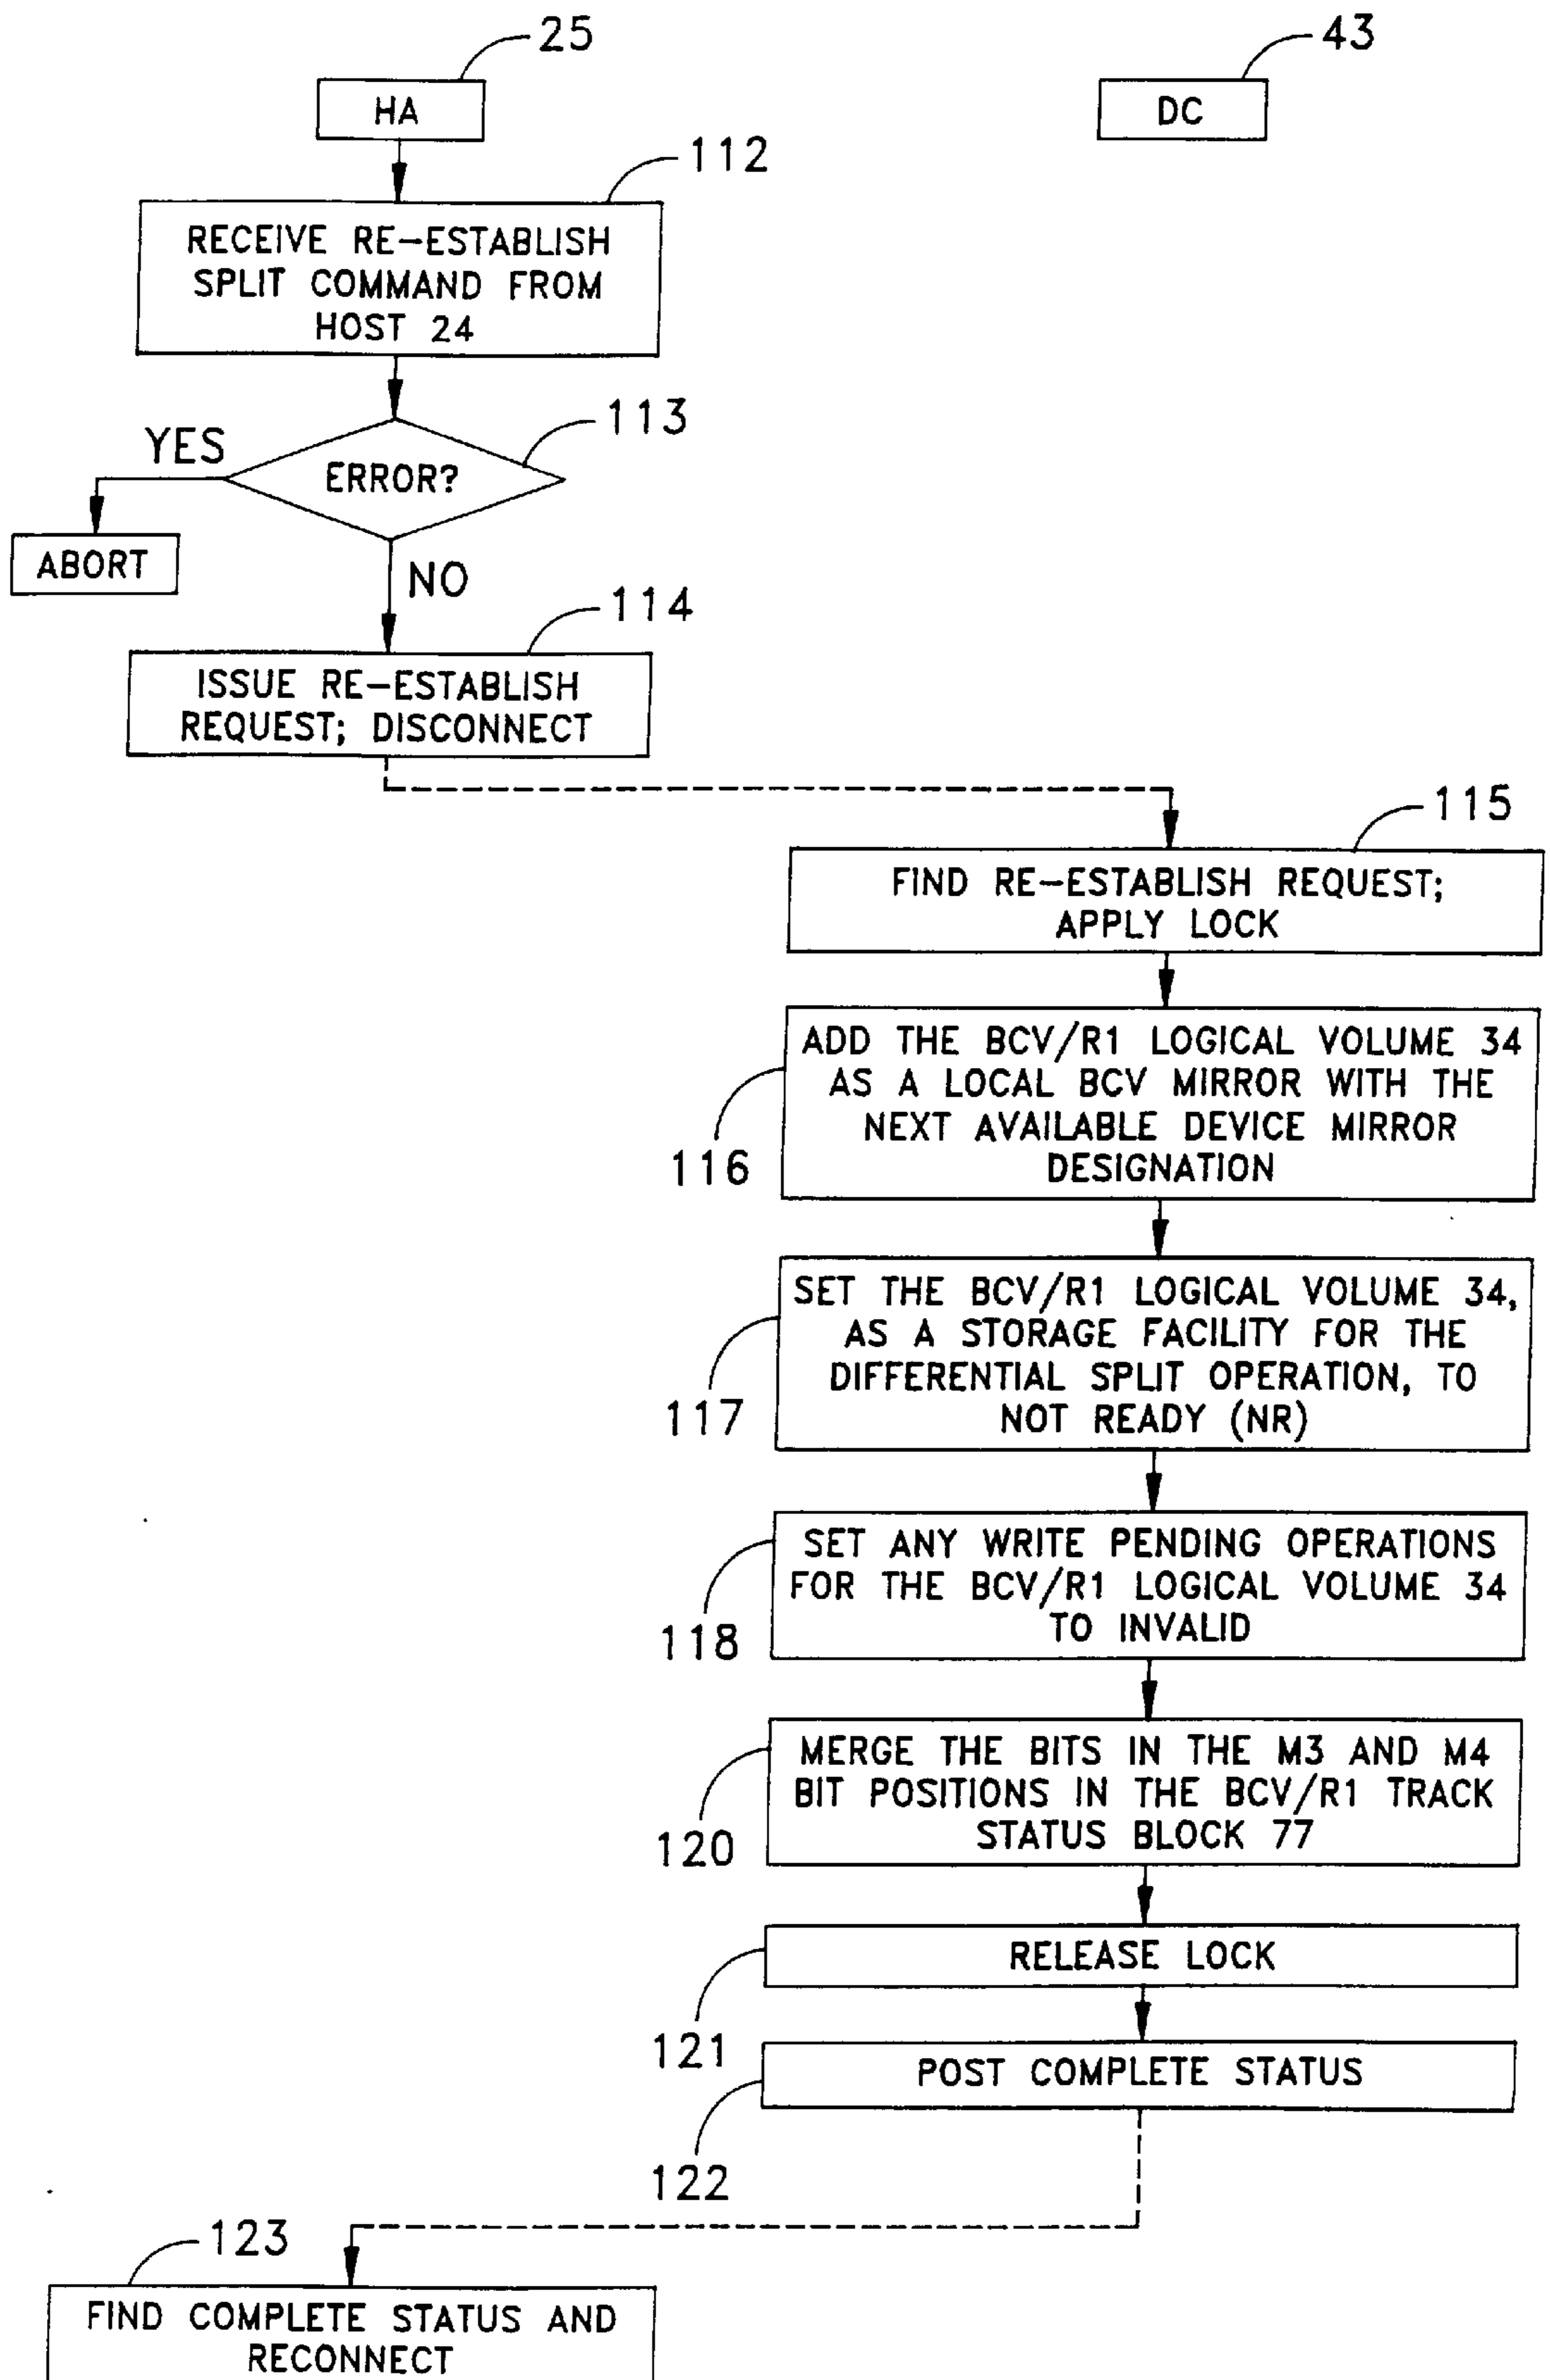 25
43
HA
DC
112
RECEIVE RE-ESTABLISH
SPLIT COMMAND FROM
HOST 24
113
YES
ERROR?
ABORT
NO
114
ISSUE RE-ESTABLISH
REQUEST; DISCONNECT
115
FIND RE-ESTABLISH REQUEST;
APPLY LOCK
ADD THE BCV/R1 LOGICAL VOLUME 34
AS A LOCAL BCV MIRROR WITH THE
NEXT AVAILABLE DEVICE MIRROR
DESIGNATION
116
SET THE BCV/R1 LOGICAL VOLUME 34,
AS A STORAGE FACILITY FOR THE
DIFFERENTIAL SPLIT OPERATION, TO
NOT READY (NR)
117
SET ANY WRITE PENDING OPERATIONS
FOR THE BCV/R1 LOGICAL VOLUME 34
TO INVALID
118
MERGE THE BITS IN THE M3 AND M4
BIT POSITIONS IN THE BCV/R1 TRACK
STATUS BLOCK 77
120
RELEASE LOCK
121
POST COMPLETE STATUS
122
123
FIND COMPLETE STATUS AND
RECONNECT